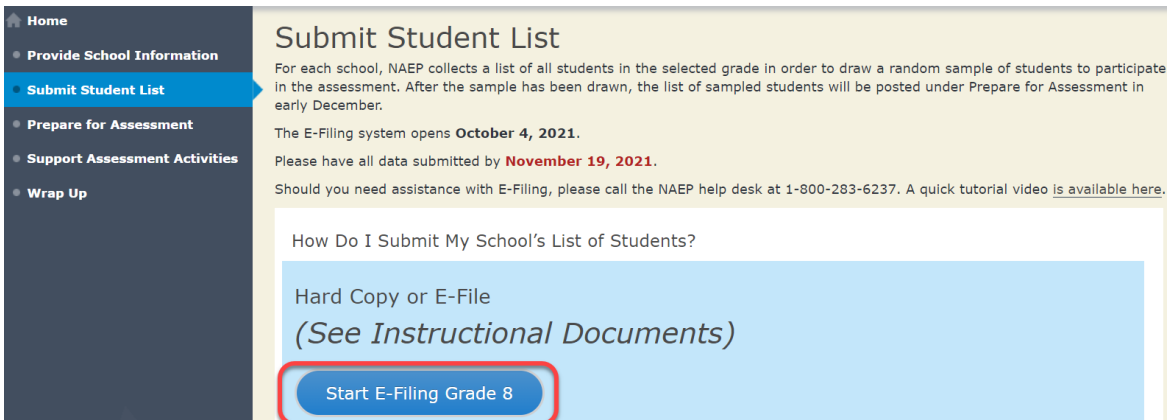 Home
Provide School Information
Submit Student List
Prepare for Assessment
Support Assessment Activities
Wrap Up
Submit Student List
For each school, NAEP collects a list of all students in the selected grade in order to draw a random sample of students to participate
in the assessment. After the sample has been drawn, the list of sampled students will be posted under Prepare for Assessment in
early December.
The E-Filing system opens October 4, 2021.
Please have all data submitted by November 19, 2021.
Should you need assistance with E-Filing, please call the NAEP help desk at 1-800-283-6237. A quick tutorial video is available here.
How Do I Submit My School's List of Students?
Hard Copy or E-File
(See Instructional Documents)
Start E-Filing Grade 8